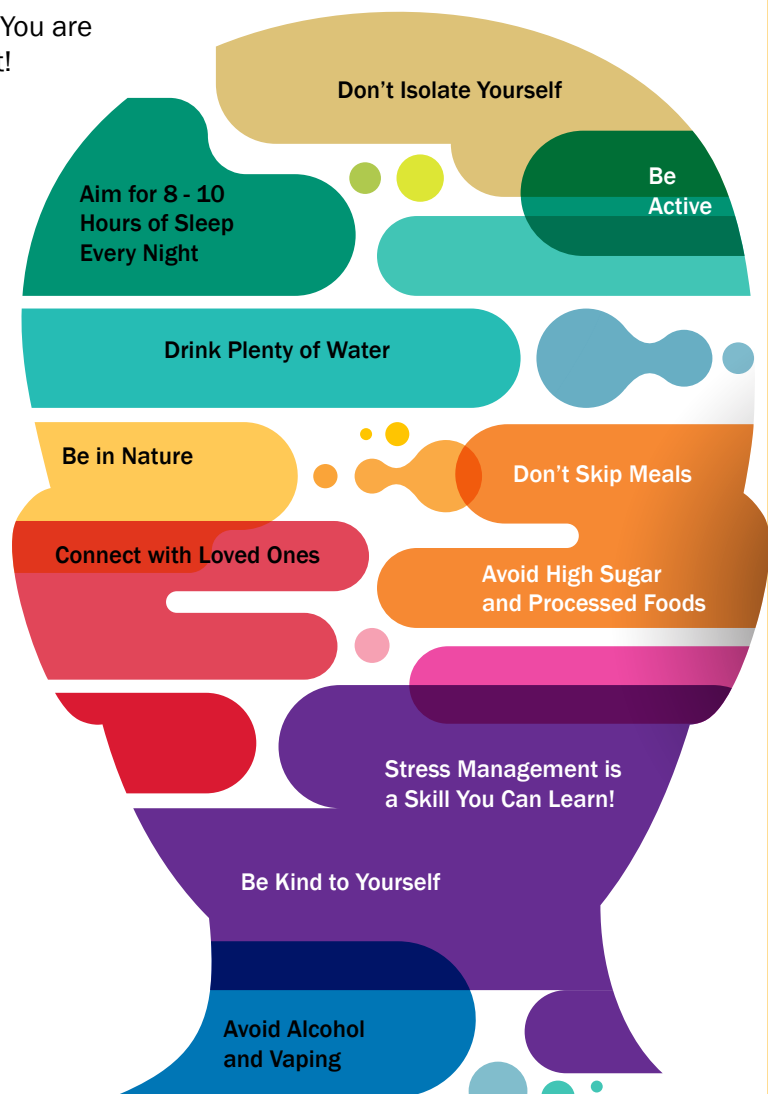 You are
t!
Don't Isolate Yourself
Be
Active
Aim for 8 - 10
Hours of Sleep
Every Night
Drink Plenty of Water
Be in Nature
Don't Skip Meals
Connect with Loved Ones
Avoid High Sugar
and Processed Foods
Stress Management is
a Skill You Can Learn!
Be Kind to Yourself
Avoid Alcohol
and Vaping